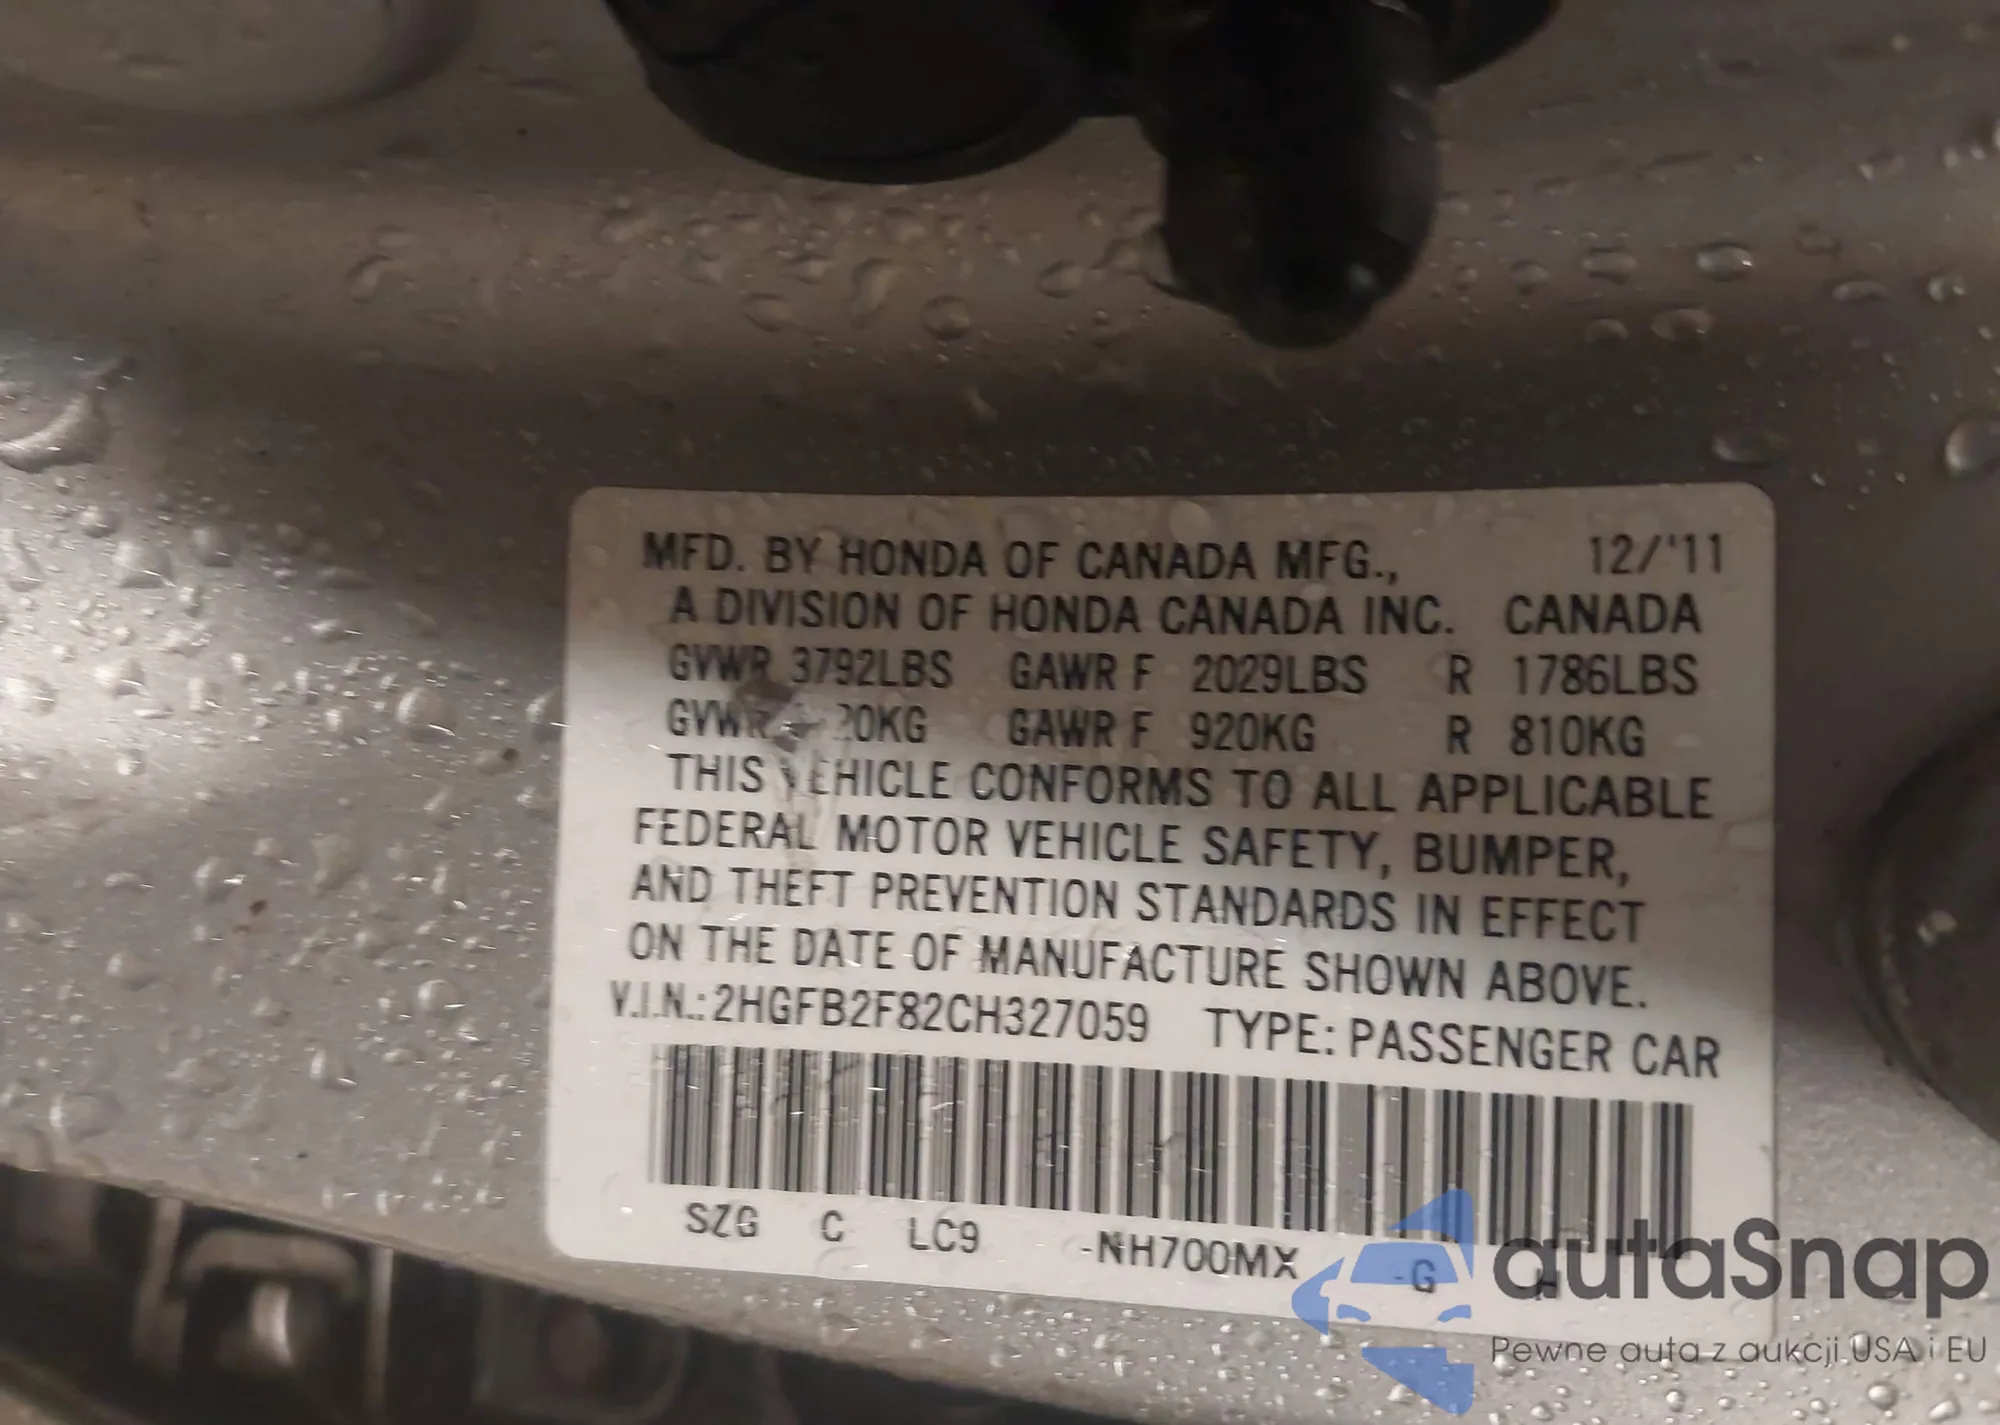 MFD. BY HONDA OF CANADA MFG., 12/'11
A DIVISION OF HONDA CANADA INC. CANADA
GVWR 3792LBS GAWR F 2029LBS R 1786LBS
GVWR GAWR F 920KG R 810KG
THIS VEHICLE CONFORMS TO ALL APPLICABLE
FEDERAL MOTOR VEHICLE SAFETY, BUMPER,
AND THEFT PREVENTION STANDARDS IN EFFECT
ON THE DATE OF MANUFACTURE SHOWN ABOVE.
V.I.N.: 2HGFB2F82CH327059 TYPE: PASSENGER CAR
SZG C LC9 -NH700MX -G H
autaSnap
Pewne auta z aukcji USA i EU